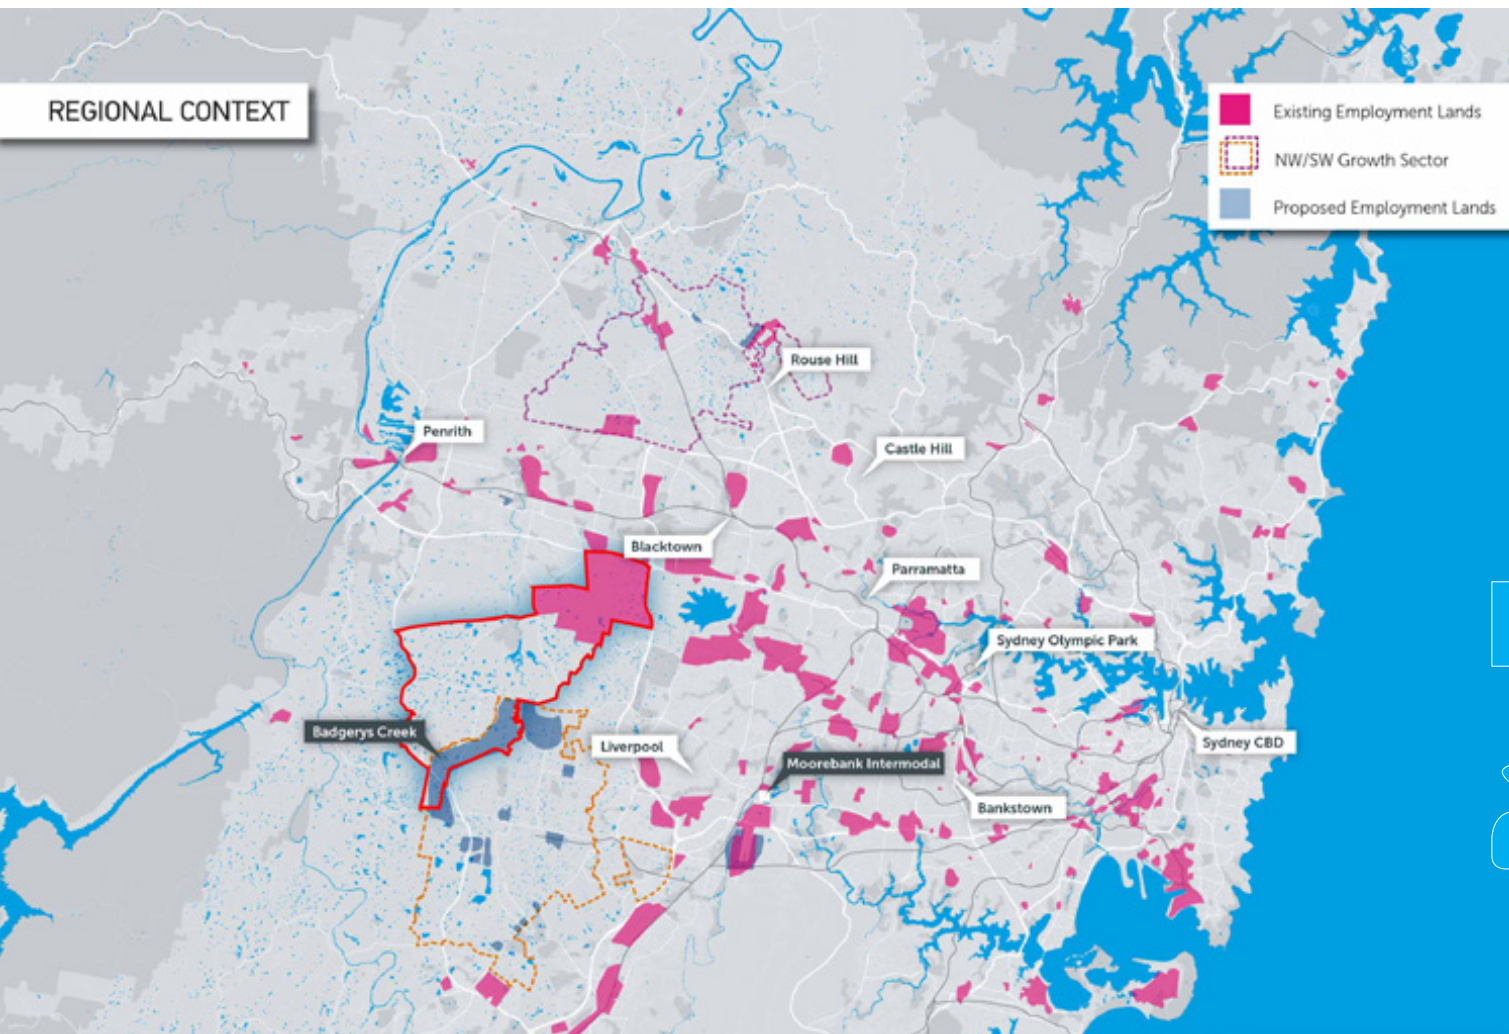 REGIONAL CONTEXT
Existing Employment Lands
NW/SW Growth Sector
Proposed Employment Lands
Rouse Hill
Penrith
Castle Hill
Blacktown
Parramatta
Sydney Olympic Park
Badgerys Creek
Liverpool
Sydney CBD
Moorebank Intermodal
Bankstown